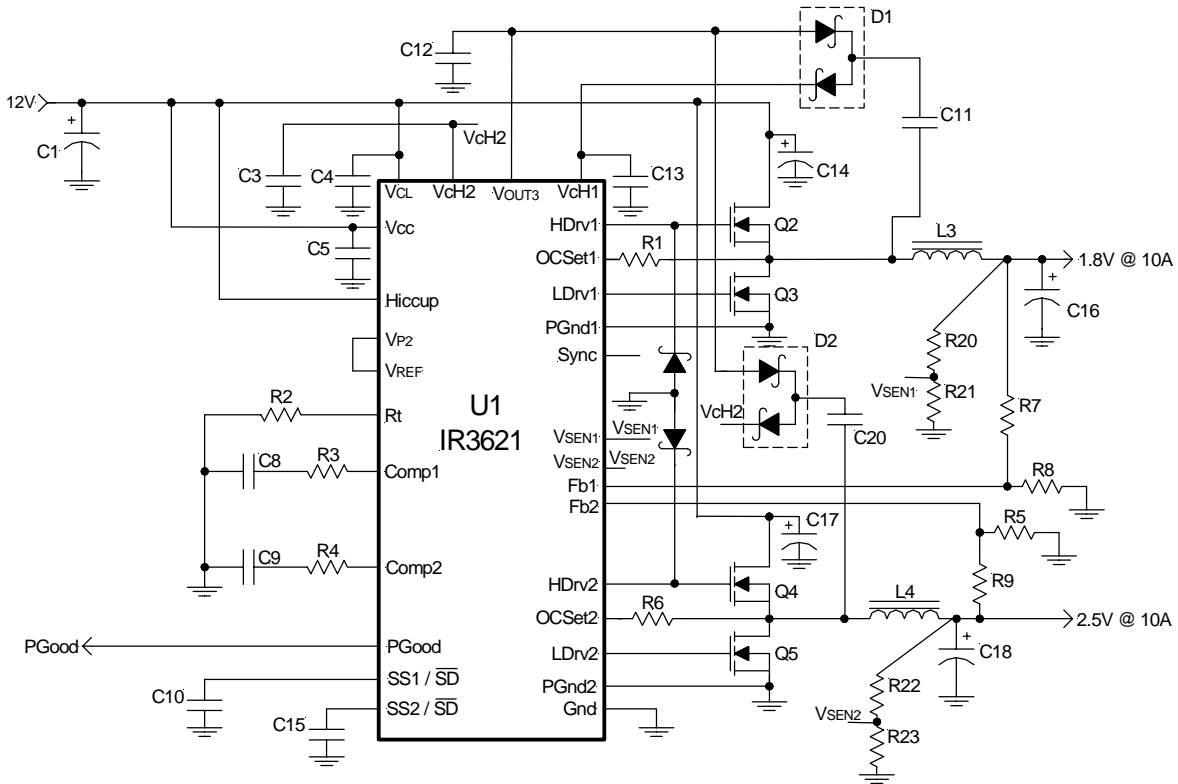 D1
C12
12V
C11
+
C1
VCH2
+
C14
C3
C4
C13
VCL
VCH2
VOUT3
VCH1
Vcc
HDrv1
Q2
L3
C5
R1
OCSet1
1.8V @ 10A
Hiccup
LDrv1
Q3
+
C16
PGnd1
D2
VP2
Sync
R20
VREF
VSEN1
R21
R2
R7
Rt
U1
VCH2
IR3621
VSEN1
VSEN1
C20
C8
R3
Comp1
VSEN2
VSEN2
Fb1
R8
Fb2
+
C17
R5
C9
R4
Comp2
HDrv2
Q4
R9
L4
R6
OCSet2
2.5V @ 10A
PGood
PGood
LDrv2
Q5
+
C18
SS1 / SD
PGnd2
R22
C10
SS2 / SD
Gnd
VSEN2
C15
R23